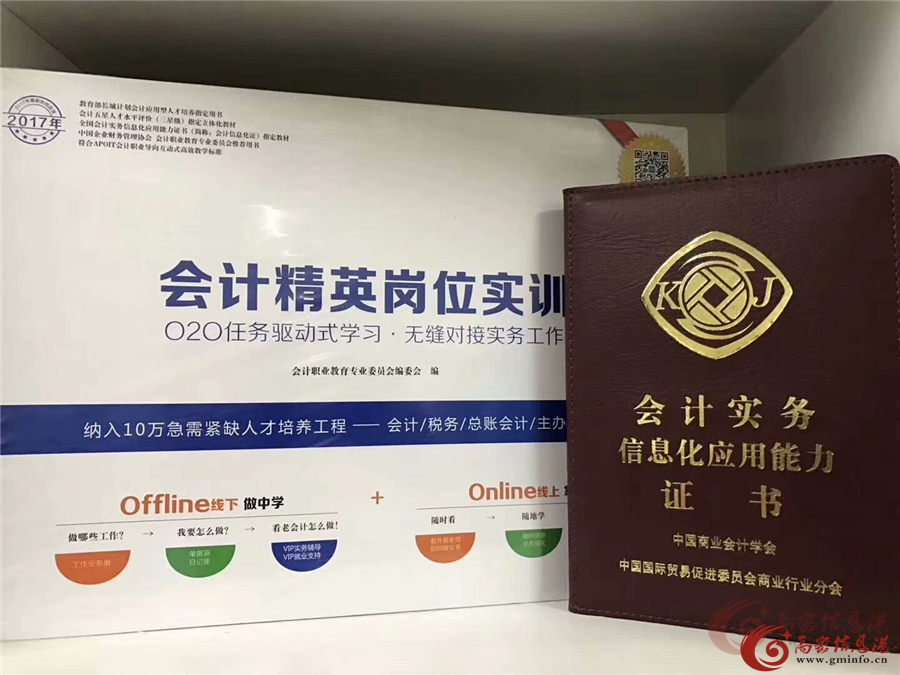 2017年
教育部长城计划会计应用型人才培养指定用书
会计五星人才水平评价（三星级）指定立体化教材
全国会计实务信息化应用能力证书（简称：会计信息化证）指定教材
中国企业财务管理协会 会计职业教育专业委员会推荐用书
符合APOIT会计职业导向互动式高效教学标准
会计精英岗位实训
O2O任务驱动式学习·无缝对接实务工作
会计职业教育专业委员会编委会 编
纳入10万急需紧缺人才培养工程 —— 会计/税务/总账会计/主办
Offline线下 做中学
+
Online线上
做哪些工作? → 我要怎么做? → 看老会计怎么做!
随时看 → 随地学
工作业务册
单据袋
日记账
VIP实务辅导
VIP就业支持
K J
会计实务
信息化应用能力
证书
中国商业会计学会
中国国际贸易促进委员会商业行业分会
高密信息港
www.gminfo.cn